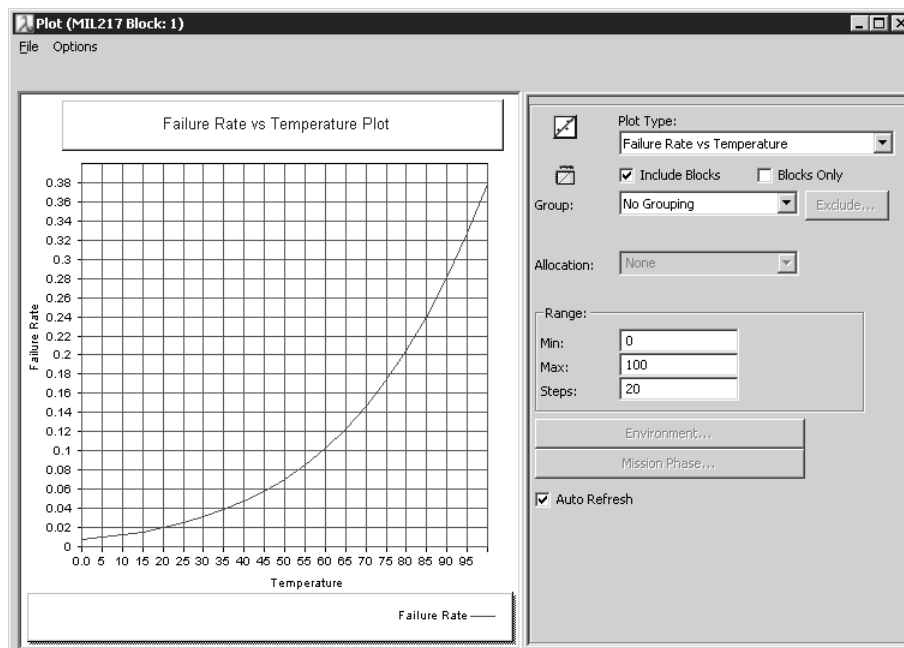 Plot (MIL217 Block: 1)
File Options
Failure Rate vs Temperature Plot
0.38
0.36
0.34
0.32
0.3
0.28
0.26
0.24
0.22
0.2
0.18
0.16
0.14
0.12
0.1
0.08
0.06
0.04
0.02
0
Failure Rate
0.0 5 10 15 20 25 30 35 40 45 50 55 60 65 70 75 80 85 90 95
Temperature
Failure Rate
Plot Type:
Failure Rate vs Temperature
Include Blocks Blocks Only
Group: No Grouping Exclude...
Allocation: None
Range:
Min: 0
Max: 100
Steps: 20
Environment...
Mission Phase...
Auto Refresh